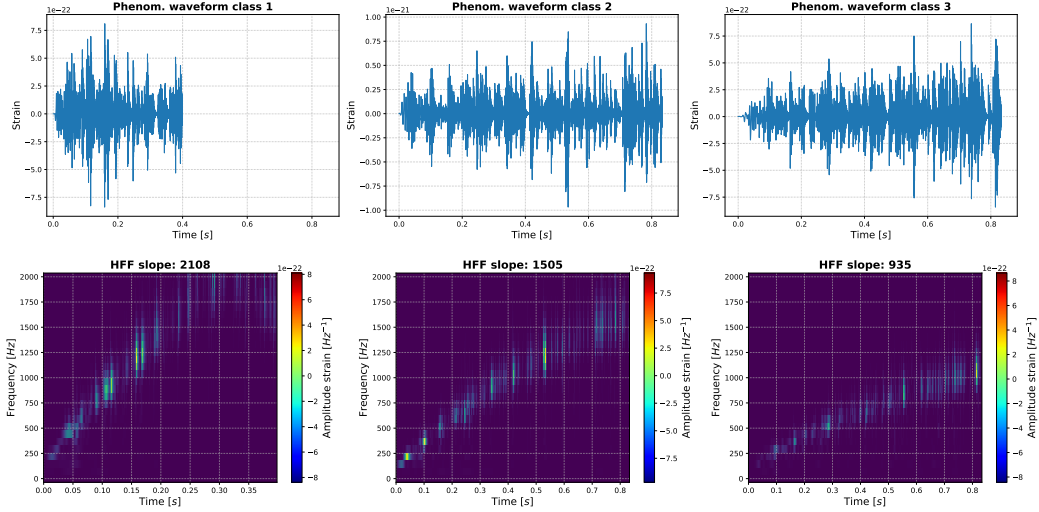 Phenom. waveform class 1
1e−22
7.5
5.0
2.5
0.0
−2.5
−5.0
−7.5
Strain
0.0 0.2 0.4 0.6 0.8
Time [s]
Phenom. waveform class 2
1e−21
1.00
0.75
0.50
0.25
0.00
−0.25
−0.50
−0.75
−1.00
Strain
0.0 0.2 0.4 0.6 0.8
Time [s]
Phenom. waveform class 3
1e−22
7.5
5.0
2.5
0.0
−2.5
−5.0
−7.5
Strain
0.0 0.2 0.4 0.6 0.8
Time [s]
HFF slope: 2108
2000
1750
1500
1250
1000
750
500
250
0
Frequency [Hz]
0.00 0.05 0.10 0.15 0.20 0.25 0.30 0.35
Time [s]
1e−22
8
6
4
2
0
−2
−4
−6
−8
Amplitude strain [Hz⁻¹]
HFF slope: 1505
2000
1750
1500
1250
1000
750
500
250
0
Frequency [Hz]
0.0 0.1 0.2 0.3 0.4 0.5 0.6 0.7 0.8
Time [s]
1e−22
7.5
5.0
2.5
0.0
−2.5
−5.0
−7.5
Amplitude strain [Hz⁻¹]
HFF slope: 935
2000
1750
1500
1250
1000
750
500
250
0
Frequency [Hz]
0.0 0.1 0.2 0.3 0.4 0.5 0.6 0.7 0.8
Time [s]
1e−22
8
6
4
2
0
−2
−4
−6
−8
Amplitude strain [Hz⁻¹]